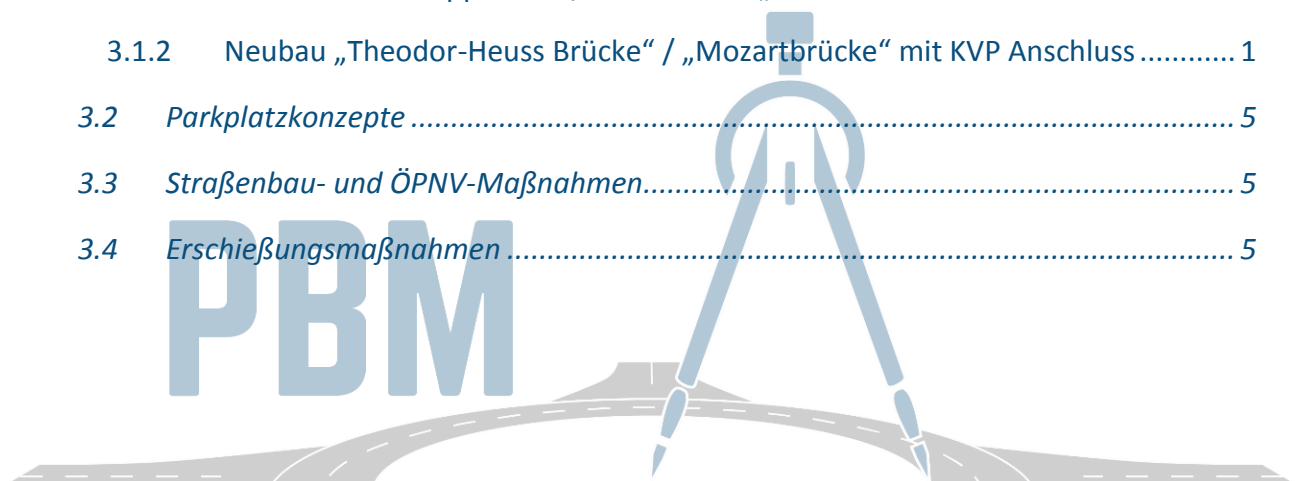 3.1.2 Neubau „Theodor-Heuss Brücke“ / „Mozartbrücke“ mit KVP Anschluss ............ 1
3.2 Parkplatzkonzepte .................................................................................................. 5
3.3 Straßenbau- und ÖPNV-Maßnahmen...................................................................... 5
3.4 Erschießungsmaßnahmen ...................................................................................... 5
PBM